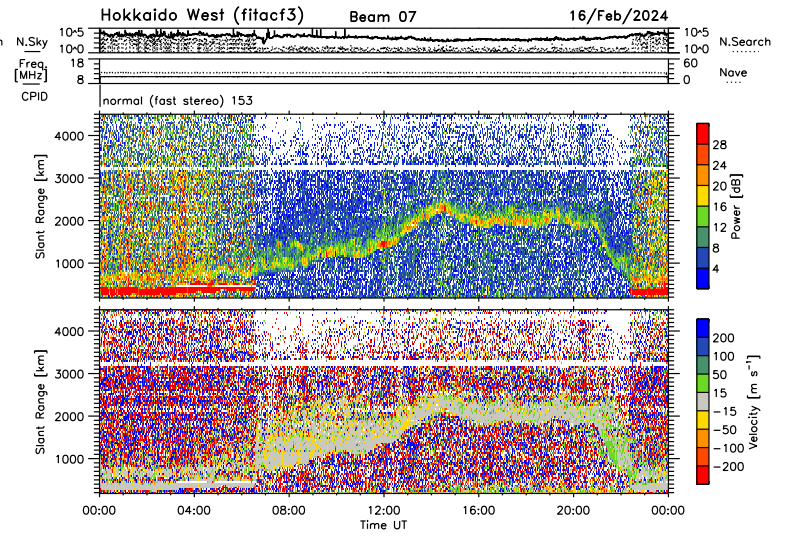 Hokkaido West (fitacf3) Beam 07 16/Feb/2024
n N.Sky 10^5 10^5 N.Search
10^0 10^0
Freq. [MHz] 18 60 Nave
8 0
CPID normal (fast stereo) 153
Slant Range [km]
4000
3000
2000
1000
28
24
20
16
12
8
4
Power [dB]
Slant Range [km]
4000
3000
2000
1000
200
100
50
15
-15
-50
-100
-200
Velocity [m s⁻¹]
00:00 04:00 08:00 12:00 16:00 20:00 00:00
Time UT